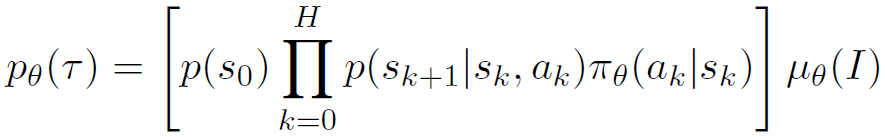 p_θ(τ) = [p(s_0) ∏_{k=0}^{H} p(s_{k+1}|s_k, a_k)π_θ(a_k|s_k)] μ_θ(I)